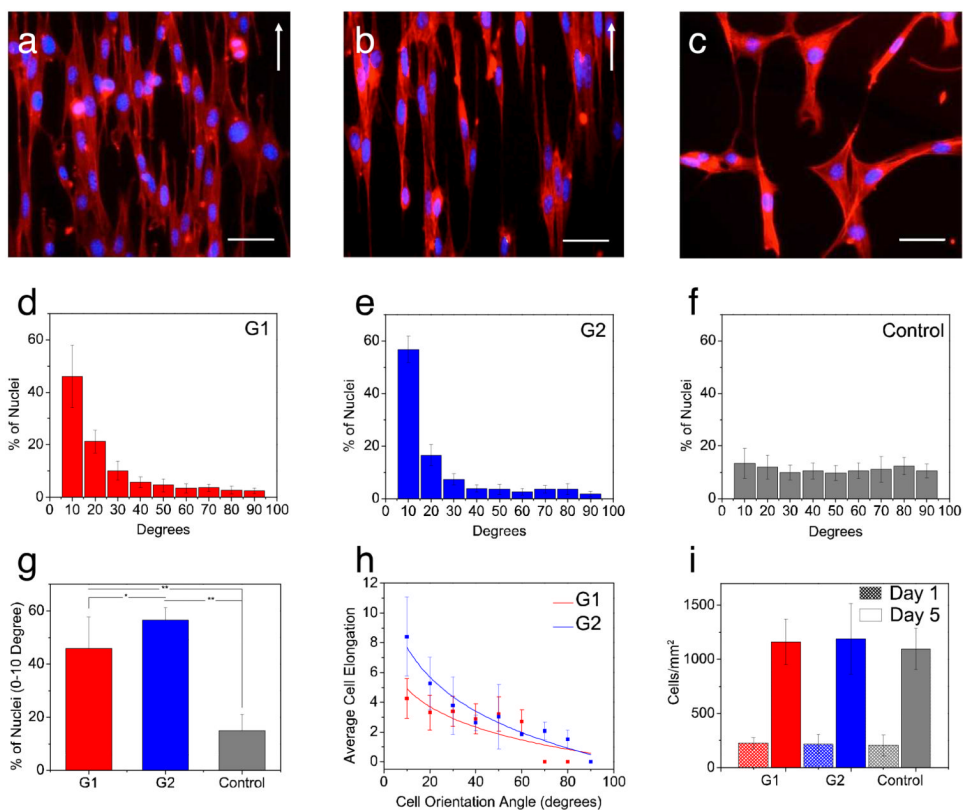 a
b
c
d
G1
60
40
20
0
% of Nuclei
0 10 20 30 40 50 60 70 80 90 100
Degrees
e
G2
60
40
20
0
% of Nuclei
0 10 20 30 40 50 60 70 80 90 100
Degrees
f
Control
60
40
20
0
% of Nuclei
0 10 20 30 40 50 60 70 80 90 100
Degrees
g
**
* **
60
40
20
0
% of Nuclei (0-10 Degree)
G1 G2 Control
h
G1
G2
12
10
8
6
4
2
0
Average Cell Elongation
0 20 40 60 80 100
Cell Orientation Angle (degrees)
i
Day 1
Day 5
1500
1000
500
0
Cells/mm²
G1 G2 Control